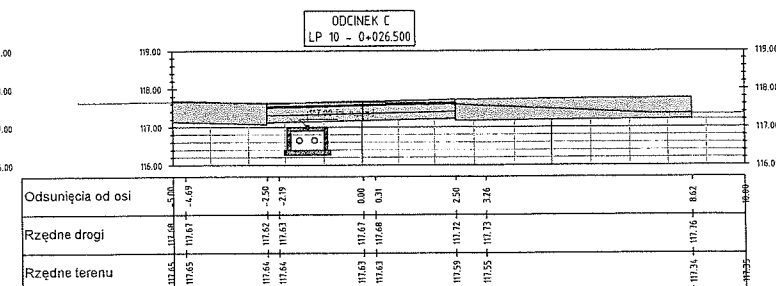 ODCINEK C
LP 10 - 0+026.500
119.00 119.00
118.00 118.00
117.00 117.00
116.00 116.00
Odsunięcia od osi -5.00 -4.69 -2.50 -2.19 0.00 0.31 2.50 3.26 8.62 10.00
Rzędne drogi 117.68 117.67 117.62 117.63 117.67 117.68 117.72 117.73 117.76
Rzędne terenu 117.65 117.65 117.64 117.64 117.63 117.63 117.59 117.55 117.34 117.35